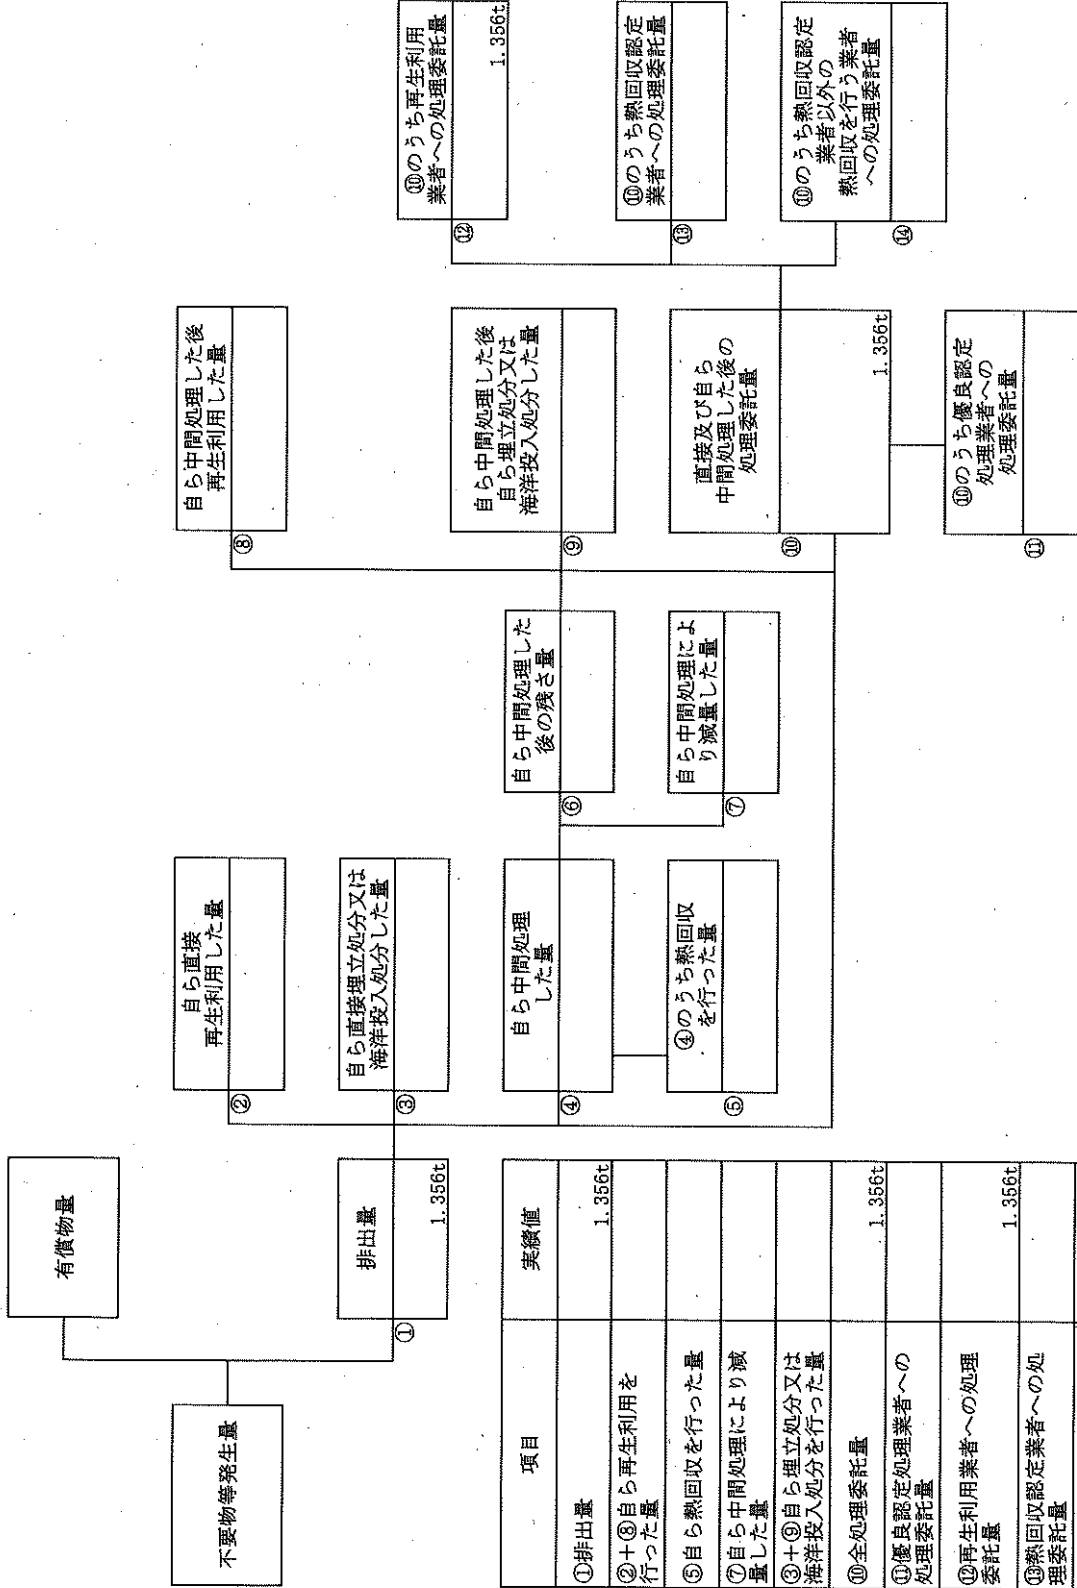 不要物等発生量
有償物量
排出量
①
1.356t
自ら直接
再生利用した量
②
自ら直接埋立処分又は
海洋投入処分した量
③
自ら中間処理
した量
④
④のうち熱回収
を行った量
⑤
自ら中間処理した
後の残さ量
⑥
自ら中間処理によ
り減量した量
⑦
自ら中間処理した後
再生利用した量
⑧
自ら中間処理した後
自ら埋立処分又は
海洋投入処分した量
⑨
直接及び自ら
中間処理した後の
処理委託量
⑩
1.356t
⑩のうち優良認定
処理業者への
処理委託量
⑪
⑩のうち再生利用
業者への処理委託量
⑫
1.356t
⑩のうち熱回収認定
業者への処理委託量
⑬
⑩のうち熱回収認定
業者以外の
熱回収を行う業者
への処理委託量
⑭
項目 実績値
①排出量 1.356t
②+⑧自ら再生利用を
行った量
⑤自ら熱回収を行った量
⑦自ら中間処理により減
量した量
③+⑨自ら埋立処分又は
海洋投入処分を行った量
⑩全処理委託量 1.356t
⑪優良認定処理業者への
処理委託量
⑫再生利用業者への処理
委託量 1.356t
⑬熱回収認定業者への処
理委託量